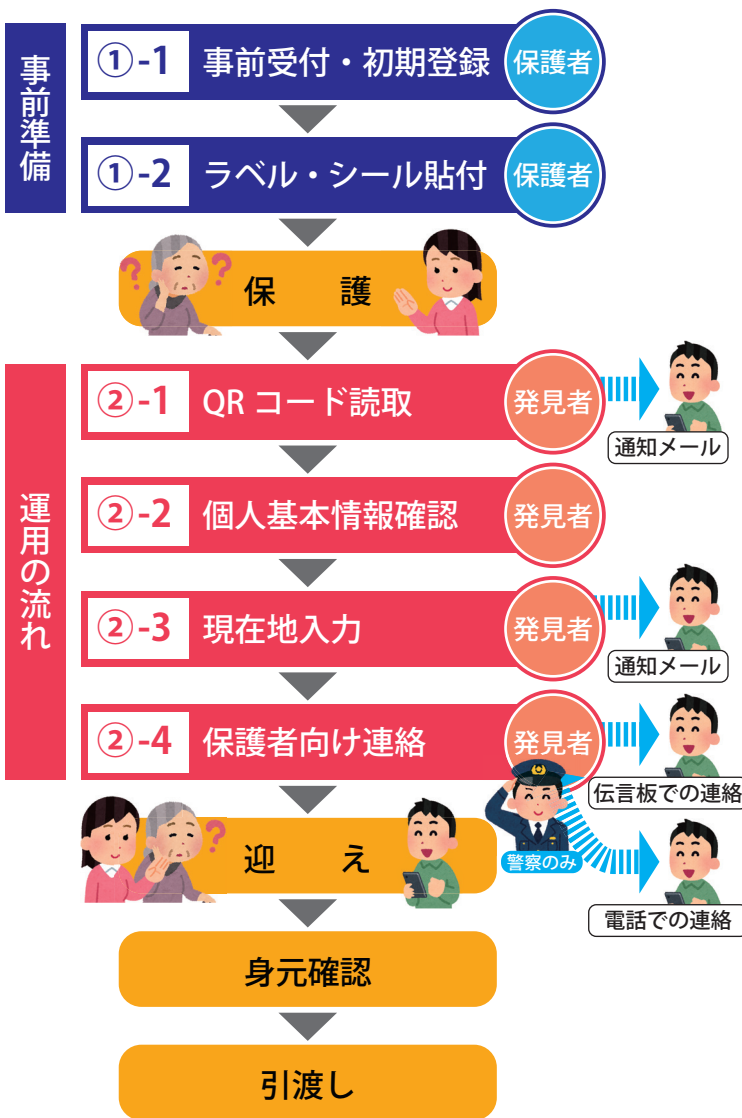 事前準備
①-1 事前受付・初期登録 保護者
①-2 ラベル・シール貼付 保護者
? ?
保 護
運用の流れ
②-1 QR コード読取 発見者
通知メール
②-2 個人基本情報確認 発見者
②-3 現在地入力 発見者
通知メール
②-4 保護者向け連絡 発見者
伝言板での連絡
?
迎 え
警察のみ
電話での連絡
身元確認
引渡し